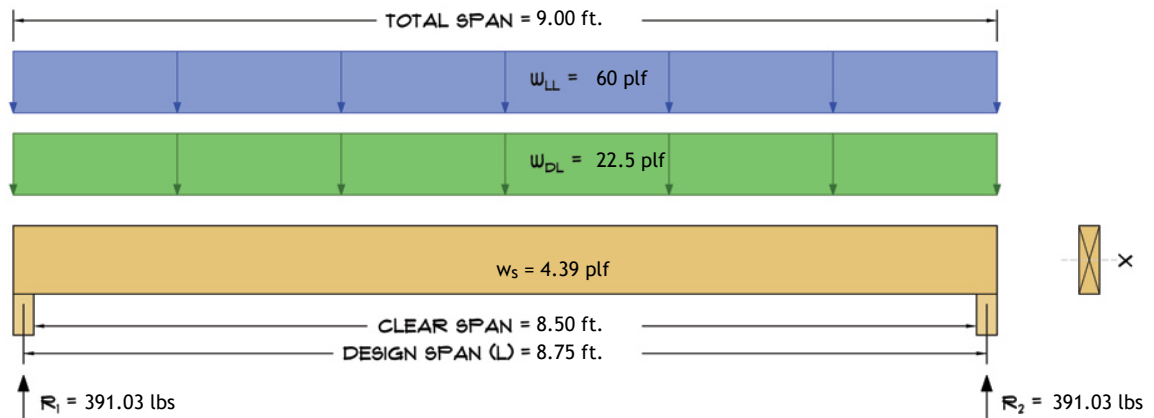 TOTAL SPAN = 9.00 ft.
WLL = 60 plf
WDL = 22.5 plf
ws = 4.39 plf
X
CLEAR SPAN = 8.50 ft.
DESIGN SPAN (L) = 8.75 ft.
R1 = 391.03 lbs
R2 = 391.03 lbs